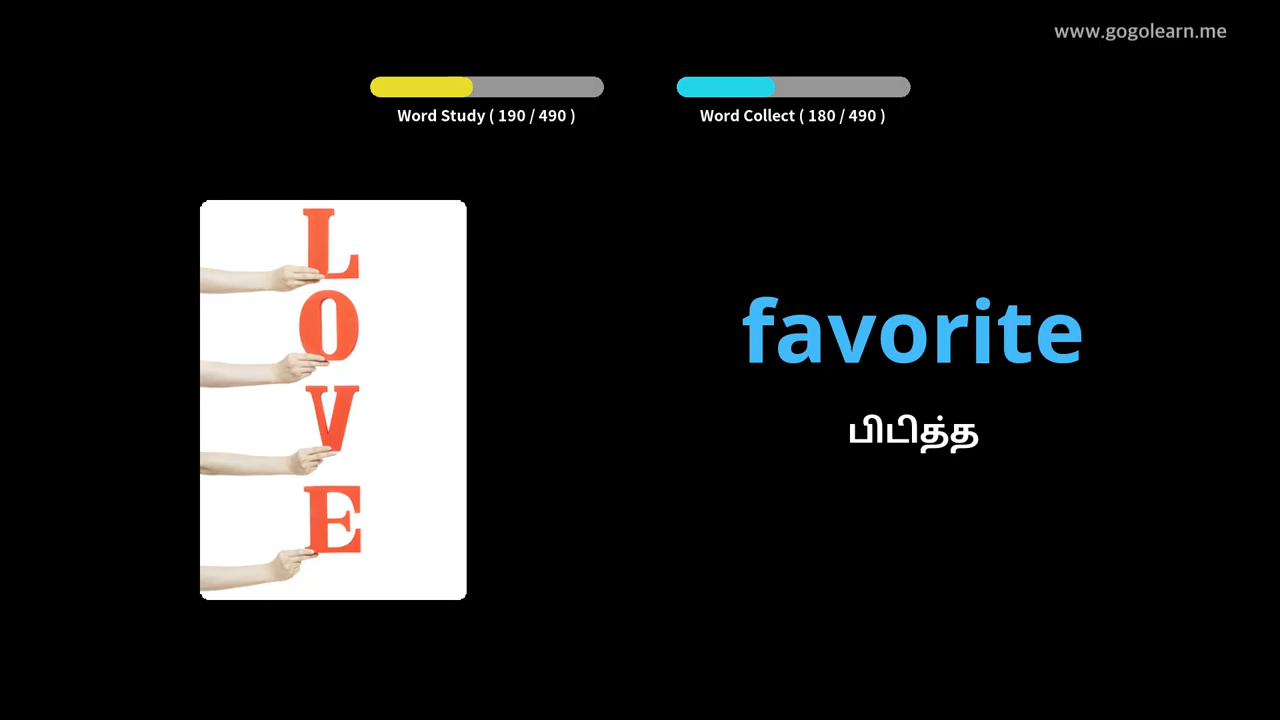 www.gogolearn.me
Word Study ( 190 / 490 )
Word Collect ( 180 / 490 )
L
O
V
E
favorite
பிபித்த